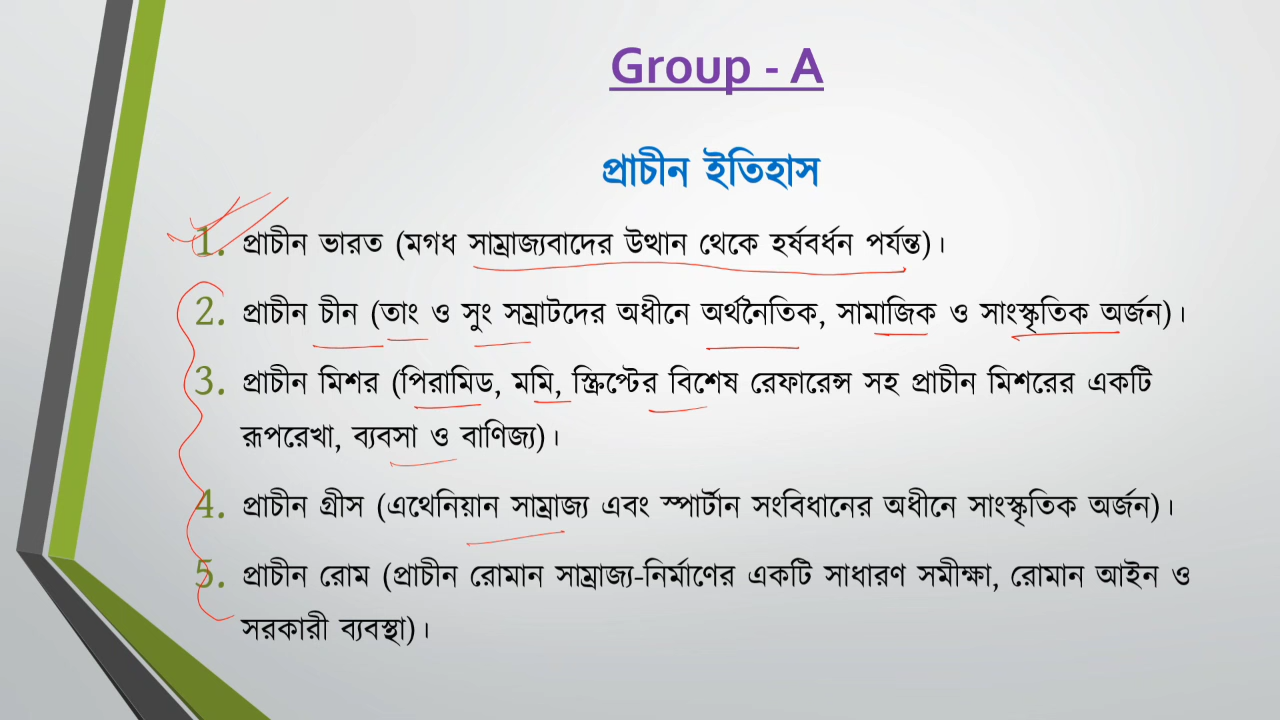 Group - A
প্রাচীন ইতিহাস
1. প্রাচীন ভারত (মগধ সাম্রাজ্যবাদের উত্থান থেকে হর্ষবর্ধন পর্যন্ত)।
2. প্রাচীন চীন (তাং ও সুং সম্রাটদের অধীনে অর্থনৈতিক, সামাজিক ও সাংস্কৃতিক অর্জন)।
3. প্রাচীন মিশর (পিরামিড, মমি, স্ক্রিপ্টের বিশেষ রেফারেন্স সহ প্রাচীন মিশরের একটি
রূপরেখা, ব্যবসা ও বাণিজ্য)।
4. প্রাচীন গ্রীস (এথেনিয়ান সাম্রাজ্য এবং স্পার্টান সংবিধানের অধীনে সাংস্কৃতিক অর্জন)।
5. প্রাচীন রোম (প্রাচীন রোমান সাম্রাজ্য-নির্মাণের একটি সাধারণ সমীক্ষা, রোমান আইন ও
সরকারী ব্যবস্থা)।